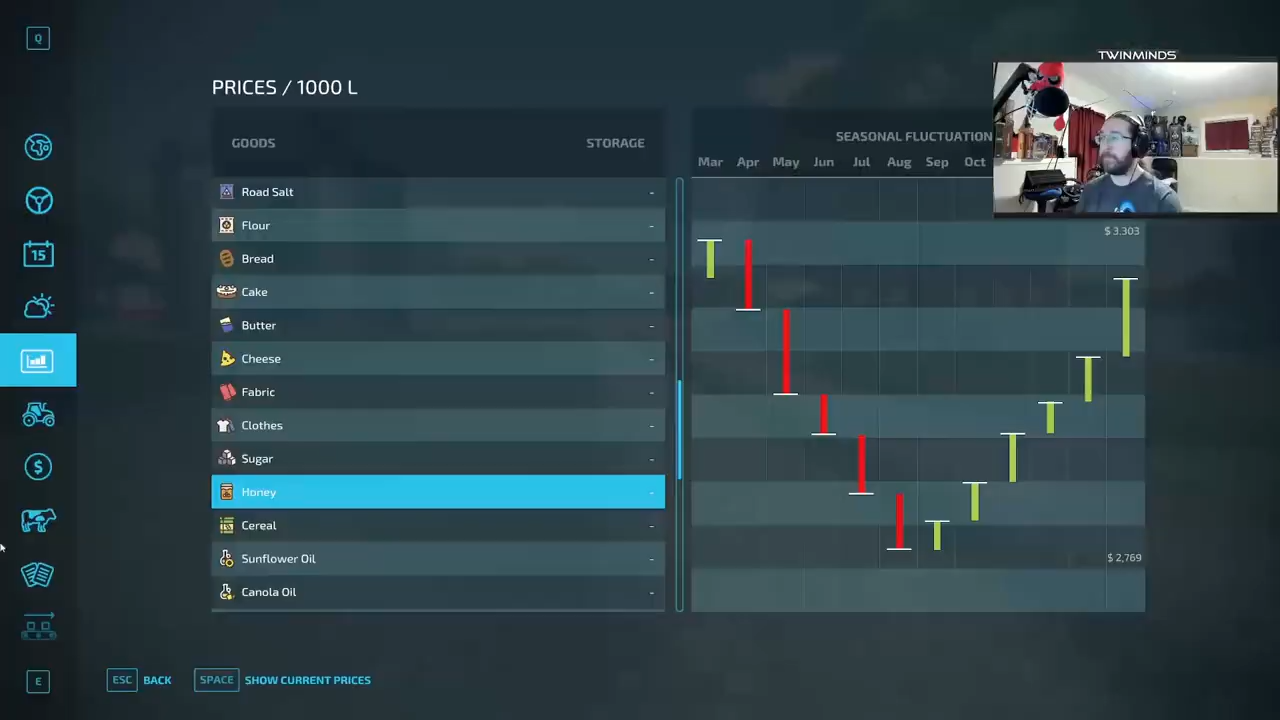 Q
TWINMINDS
PRICES / 1000 L
GOODS STORAGE
SEASONAL FLUCTUATION
Mar Apr May Jun Jul Aug Sep Oct
Road Salt -
Flour -
$ 3,303
Bread -
Cake -
15
Butter -
Cheese -
Fabric -
Clothes -
Sugar -
Honey -
Cereal -
Sunflower Oil -
$ 2,769
Canola Oil -
E
ESC BACK SPACE SHOW CURRENT PRICES